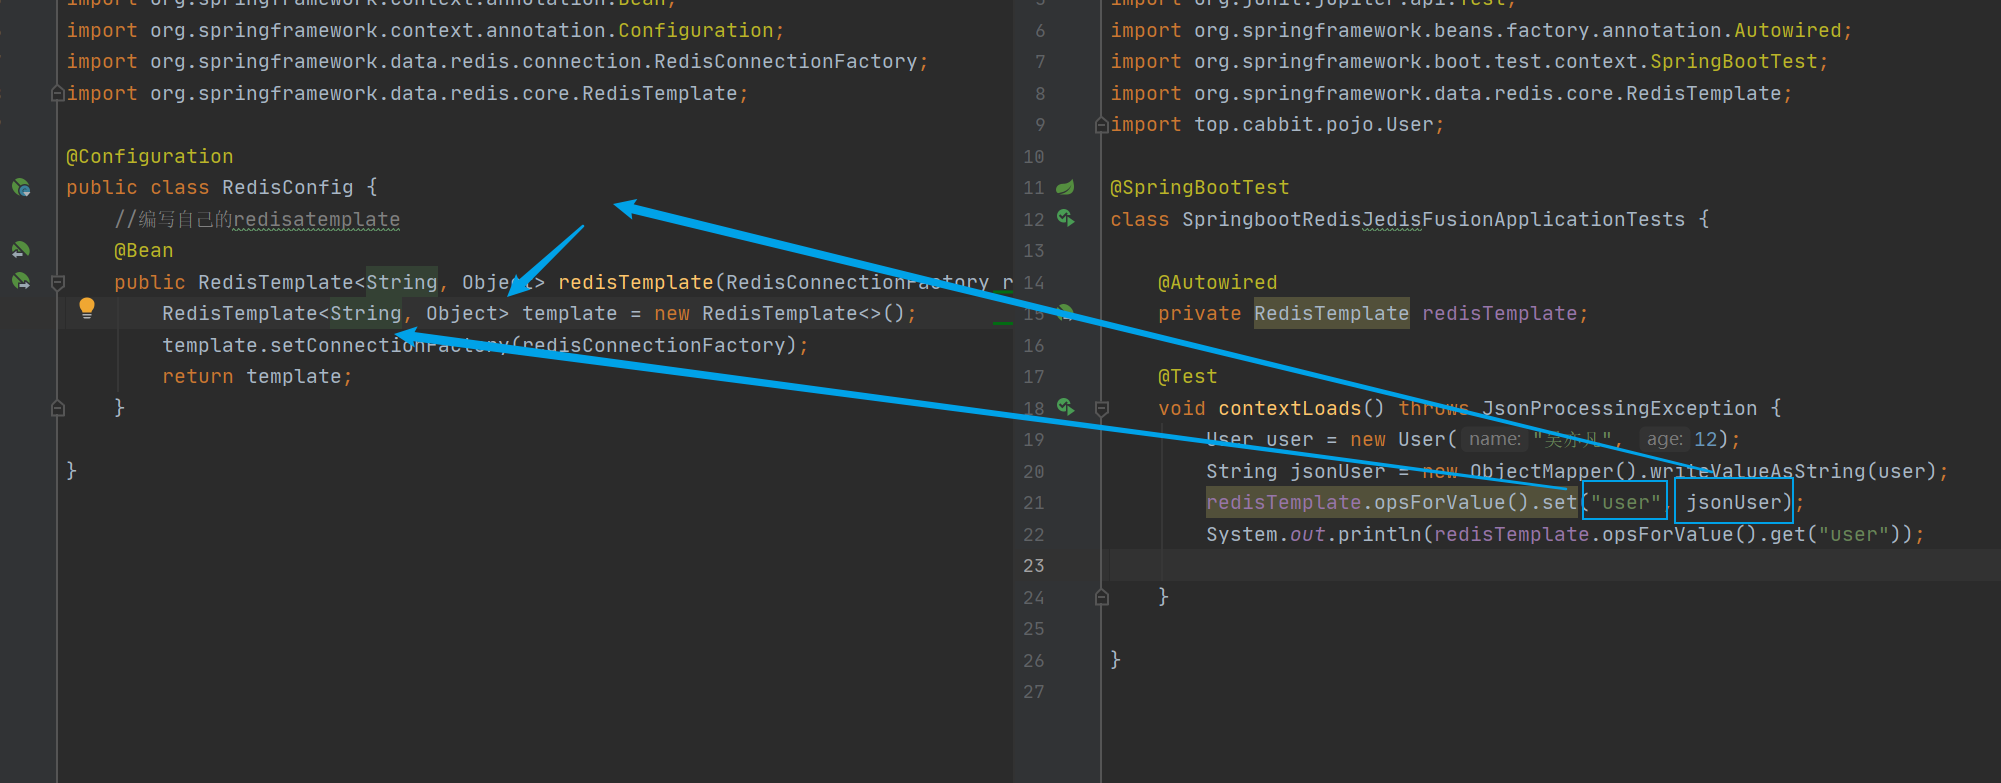 import org.springframework.context.annotation.Bean;
import org.springframework.context.annotation.Configuration;
import org.springframework.data.redis.connection.RedisConnectionFactory;
import org.springframework.data.redis.core.RedisTemplate;
@Configuration
public class RedisConfig {
//编写自己的redisatemplate
@Bean
public RedisTemplate<String, Object> redisTemplate(RedisConnectionFactory r
RedisTemplate<String, Object> template = new RedisTemplate<>();
template.setConnectionFactory(redisConnectionFactory);
return template;
}
}
import org.junit.jupiter.api.Test;
6 import org.springframework.beans.factory.annotation.Autowired;
7 import org.springframework.boot.test.context.SpringBootTest;
8 import org.springframework.data.redis.core.RedisTemplate;
9 import top.cabbit.pojo.User;
10
11 @SpringBootTest
12 class SpringbootRedisJedisFusionApplicationTests {
13
14 @Autowired
15 private RedisTemplate redisTemplate;
16
17 @Test
18 void contextLoads() throws JsonProcessingException {
19 User user = new User( name: "吴亦凡", age: 12);
20 String jsonUser = new ObjectMapper().writeValueAsString(user);
21 redisTemplate.opsForValue().set("user", jsonUser);
22 System.out.println(redisTemplate.opsForValue().get("user"));
23
24 }
25
26 }
27